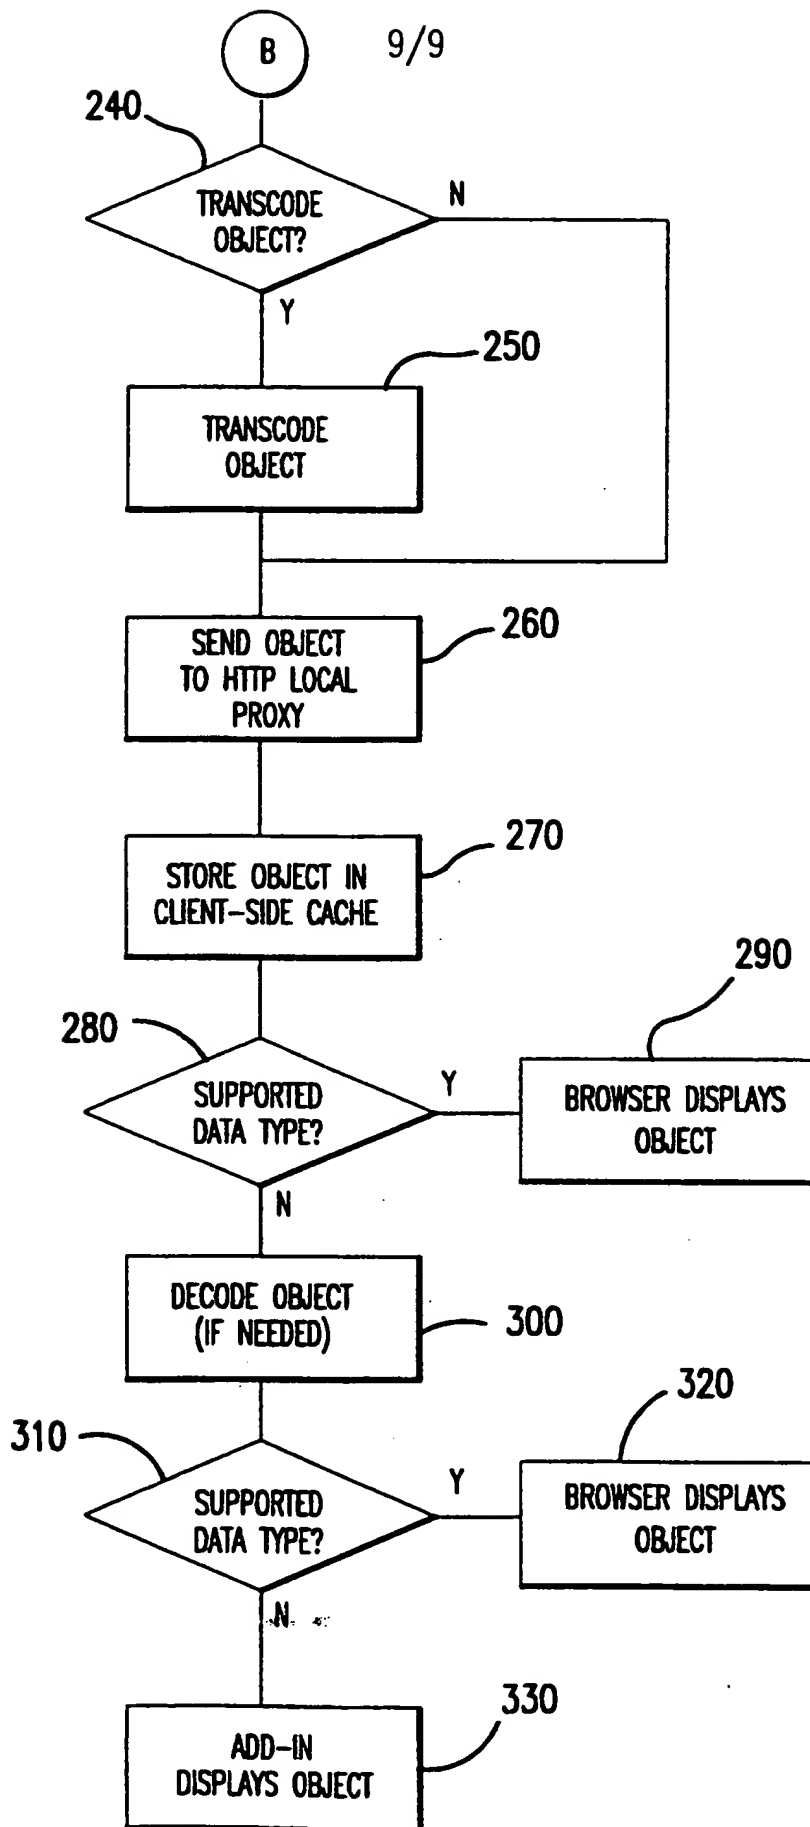 B
9/9
240
TRANSCODE
OBJECT?
N
Y
250
TRANSCODE
OBJECT
260
SEND OBJECT
TO HTTP LOCAL
PROXY
270
STORE OBJECT IN
CLIENT-SIDE CACHE
290
280
SUPPORTED
DATA TYPE?
Y
BROWSER DISPLAYS
OBJECT
N
DECODE OBJECT
(IF NEEDED)
300
320
310
SUPPORTED
DATA TYPE?
Y
BROWSER DISPLAYS
OBJECT
N
330
ADD-IN
DISPLAYS OBJECT